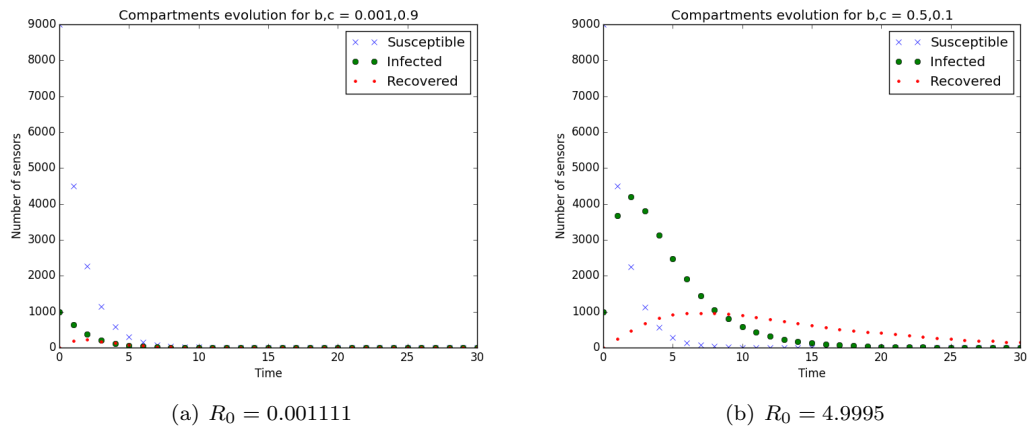 Compartments evolution for b,c = 0.001,0.9
9000
8000
7000
6000
5000
4000
3000
2000
1000
0
Number of sensors
Susceptible
Infected
Recovered
0 5 10 15 20 25 30
Time
(a) R₀ = 0.001111
Compartments evolution for b,c = 0.5,0.1
9000
8000
7000
6000
5000
4000
3000
2000
1000
0
Number of sensors
Susceptible
Infected
Recovered
0 5 10 15 20 25 30
Time
(b) R₀ = 4.9995